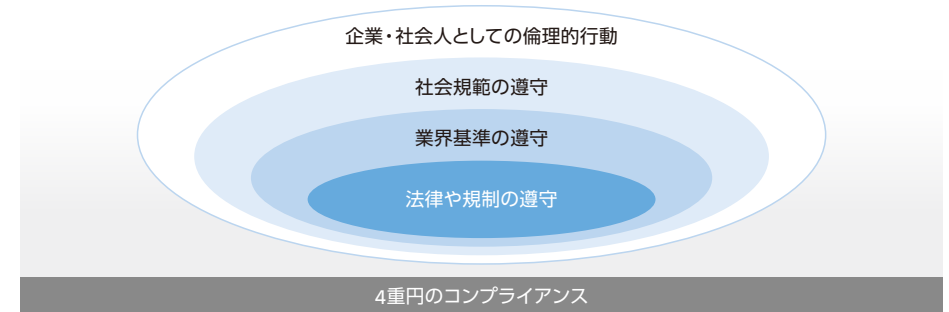 企業・社会人としての倫理的行動
社会規範の遵守
業界基準の遵守
法律や規制の遵守
4重円のコンプライアンス